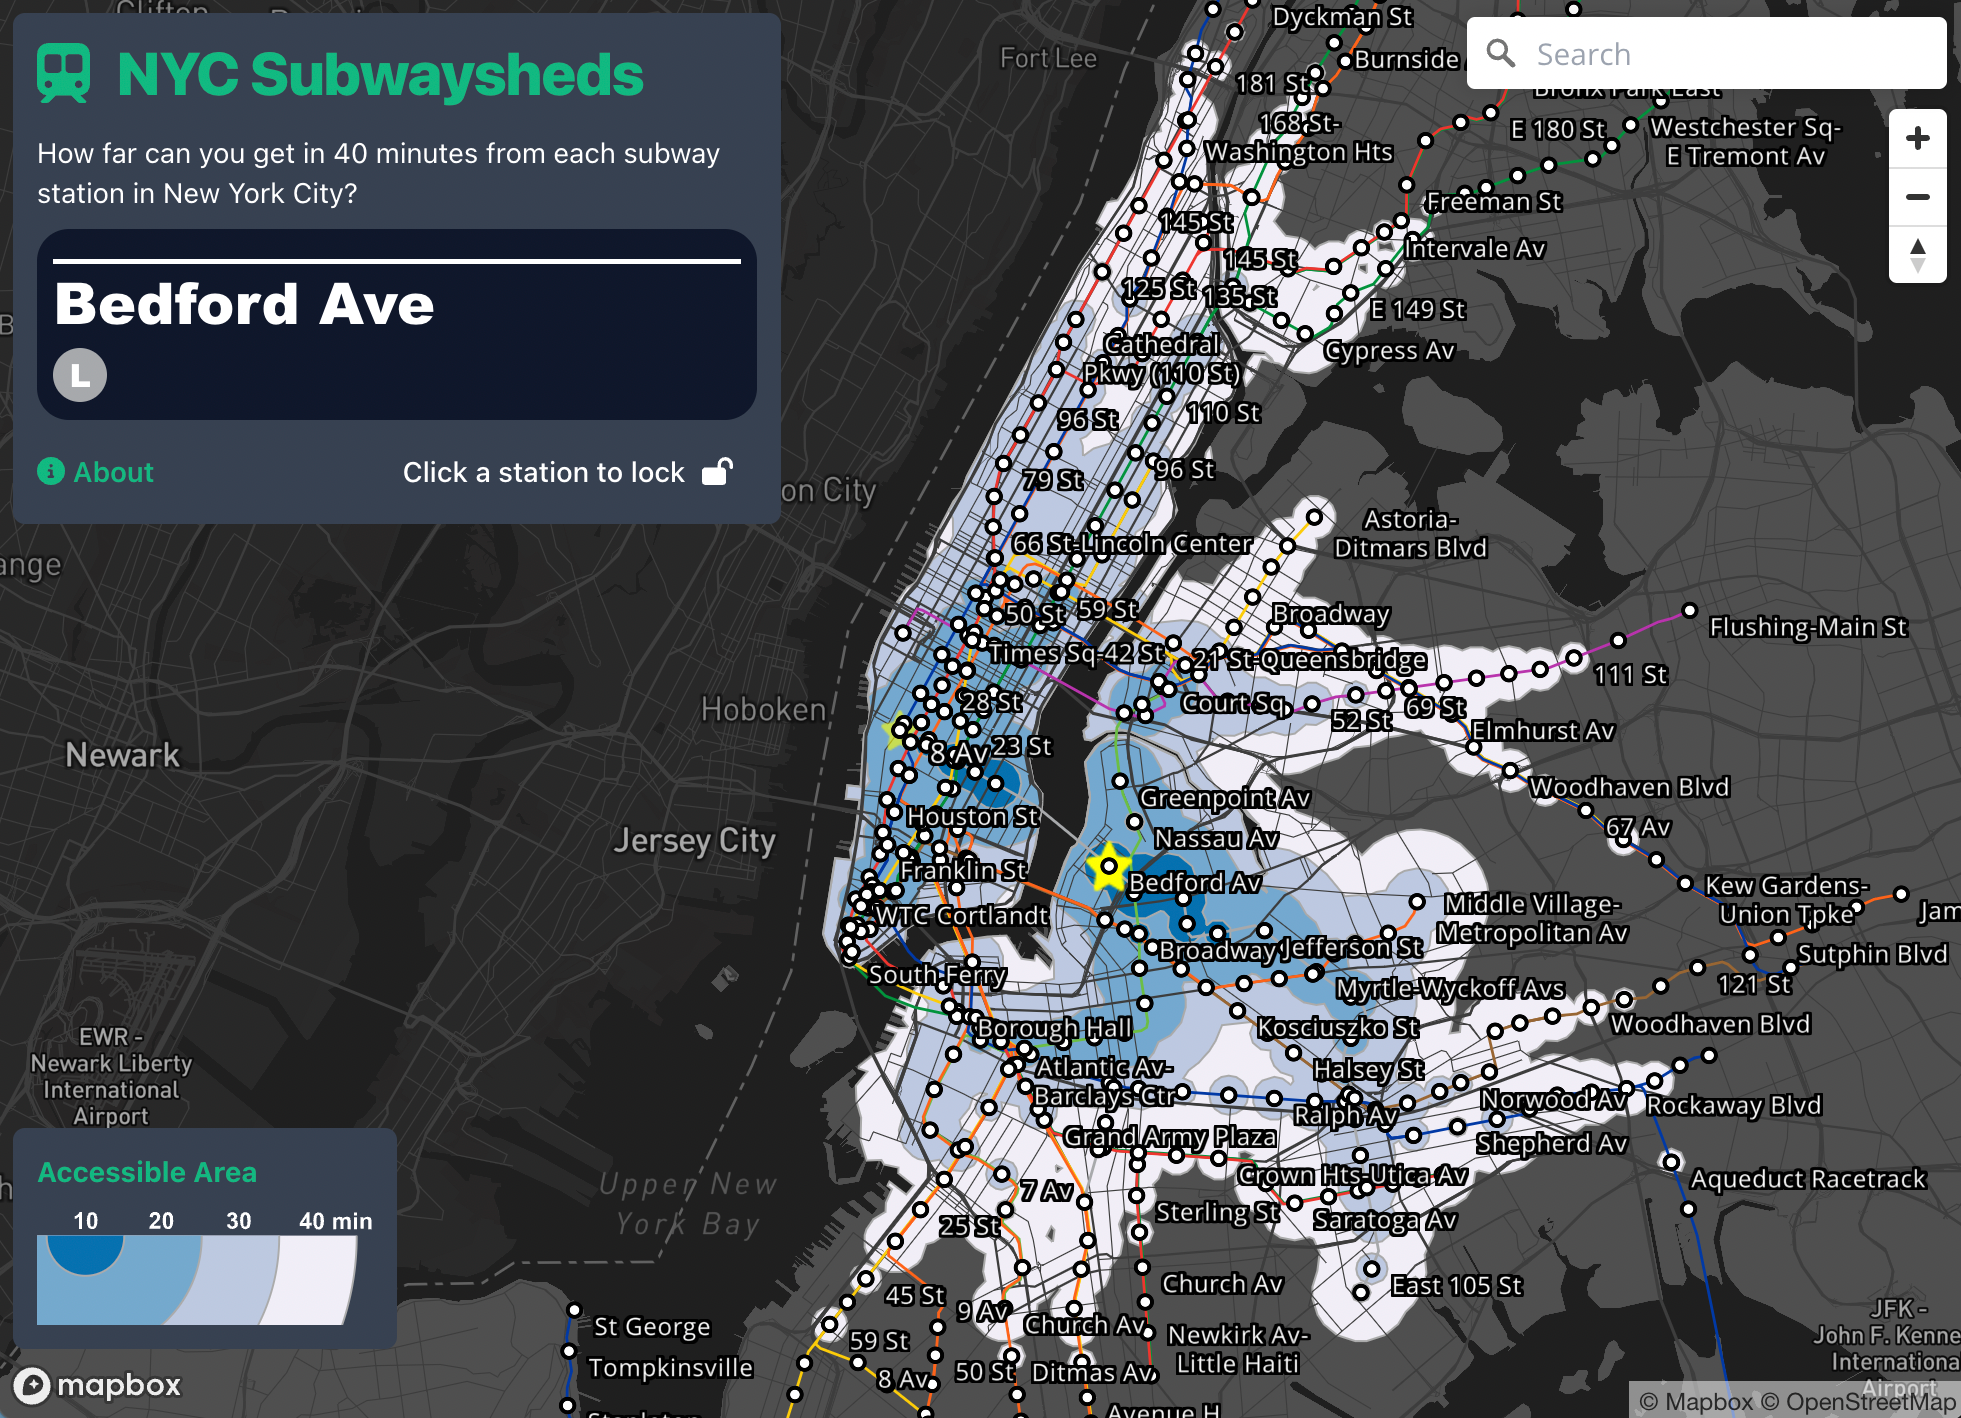 Clifton
Dyckman St
NYC Subwaysheds
Fort Lee
Burnside
Search
181 St
Bronx Park East
How far can you get in 40 minutes from each subway
station in New York City?
168 St-
Washington Hts
E 180 St
Westchester Sq-
E Tremont Av
Freeman St
145 St
Intervale Av
145 St
125 St
135 St
E 149 St
Bedford Ave
L
Cathedral
Pkwy (110 St)
Cypress Av
96 St
110 St
About
Click a station to lock
79 St
96 St
on City
Astoria-
Ditmars Blvd
66 St-Lincoln Center
ange
50 St
59 St
Broadway
Flushing-Main St
Times Sq-42 St
21 St-Queensbridge
111 St
Hoboken
28 St
Court Sq
52 St
69 St
Elmhurst Av
Newark
8 Av
23 St
Woodhaven Blvd
Greenpoint Av
Houston St
67 Av
Jersey City
Nassau Av
Franklin St
Bedford Av
Kew Gardens-
Union Tpke
Jam
WTC Cortlandt
Middle Village-
Metropolitan Av
Broadway
Jefferson St
Sutphin Blvd
South Ferry
Myrtle-Wyckoff Avs
121 St
Borough Hall
Kosciuszko St
Woodhaven Blvd
EWR -
Newark Liberty
International
Airport
Atlantic Av-
Barclays Ctr
Halsey St
Ralph Av
Norwood Av
Rockaway Blvd
Grand Army Plaza
Shepherd Av
Crown Hts-Utica Av
Aqueduct Racetrack
Accessible Area
10 20 30 40 min
Upper New
York Bay
7 Av
25 St
Sterling St
Saratoga Av
Church Av
East 105 St
45 St
9 Av
Church Av
St George
59 St
Newkirk Av-
Little Haiti
JFK -
John F. Kenne
Internationa
Airport
Tompkinsville
8 Av
50 St
Ditmas Av
mapbox
Avenue H
© Mapbox © OpenStreetMap